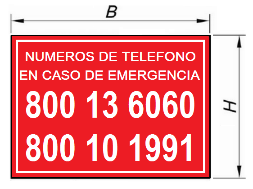 B
NUMEROS DE TELEFONO
EN CASO DE EMERGENCIA
800 13 6060
800 10 1991
H